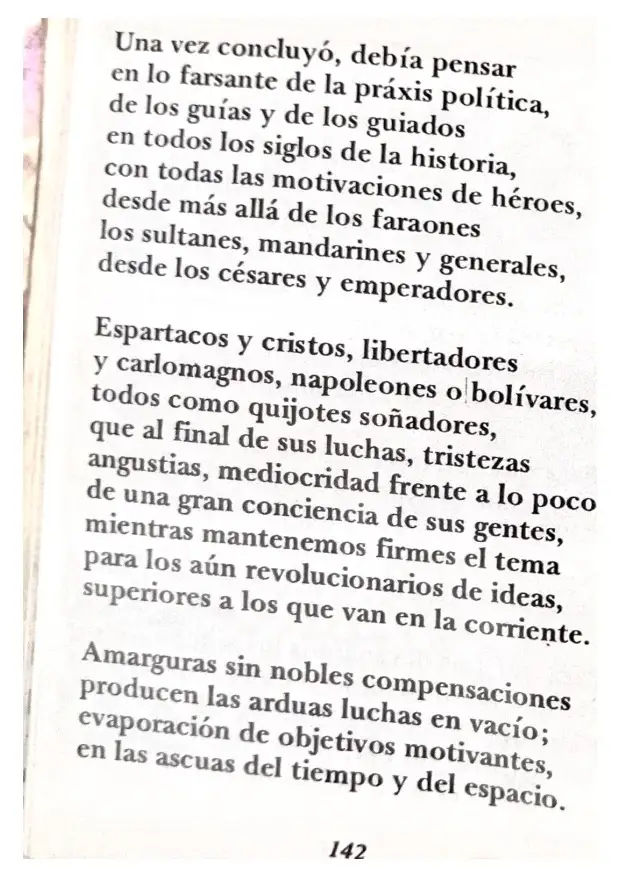 Una vez concluyó, debía pensar
en lo farsante de la práxis política,
de los guías y de los guiados
en todos los siglos de la historia,
con todas las motivaciones de héroes,
desde más allá de los faraones
los sultanes, mandarines y generales,
desde los césares y emperadores.

Espartacos y cristos, libertadores
y carlomagnos, napoleones o bolívares,
todos como quijotes soñadores,
que al final de sus luchas, tristezas
angustias, mediocridad frente a lo poco
de una gran conciencia de sus gentes,
mientras mantenemos firmes el tema
para los aún revolucionarios de ideas,
superiores a los que van en la corriente.

Amarguras sin nobles compensaciones
producen las arduas luchas en vacío;
evaporación de objetivos motivantes,
en las ascuas del tiempo y del espacio.

142